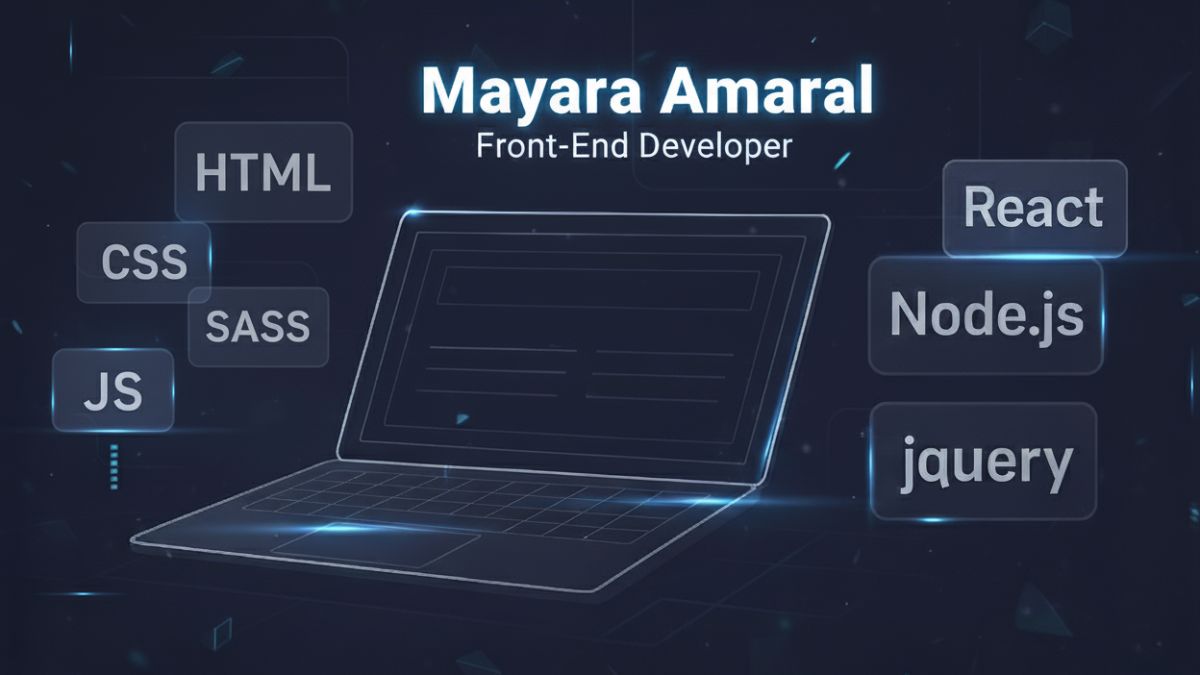 Mayara Amaral
Front-End Developer
HTML
CSS
SASS
JS
React
Node.js
jquery